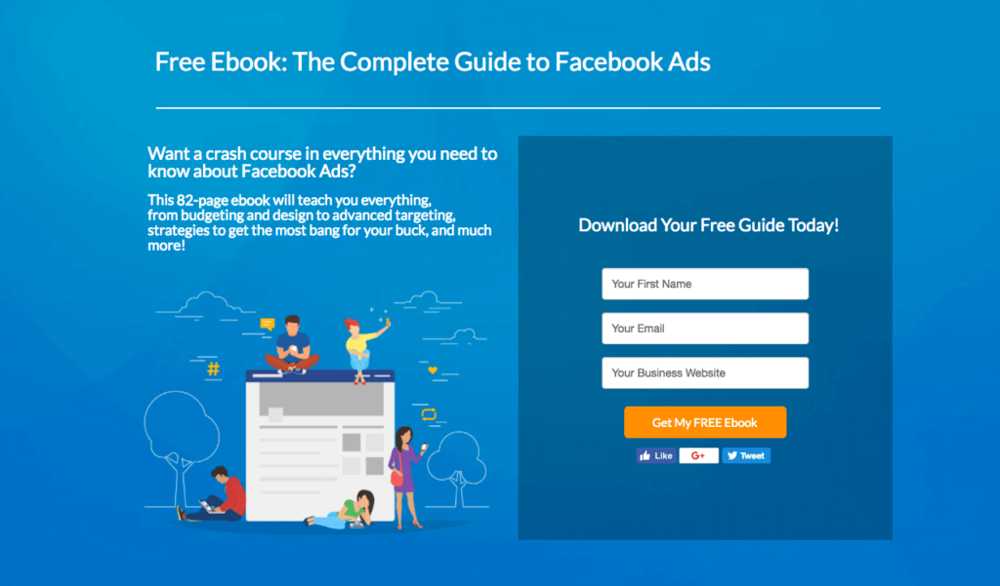 Free Ebook: The Complete Guide to Facebook Ads
Want a crash course in everything you need to
know about Facebook Ads?
This 82-page ebook will teach you everything,
from budgeting and design to advanced targeting,
strategies to get the most bang for your buck, and much
more!
#
Download Your Free Guide Today!
Your First Name
Your Email
Your Business Website
Get My FREE Ebook
Like
G+
Tweet